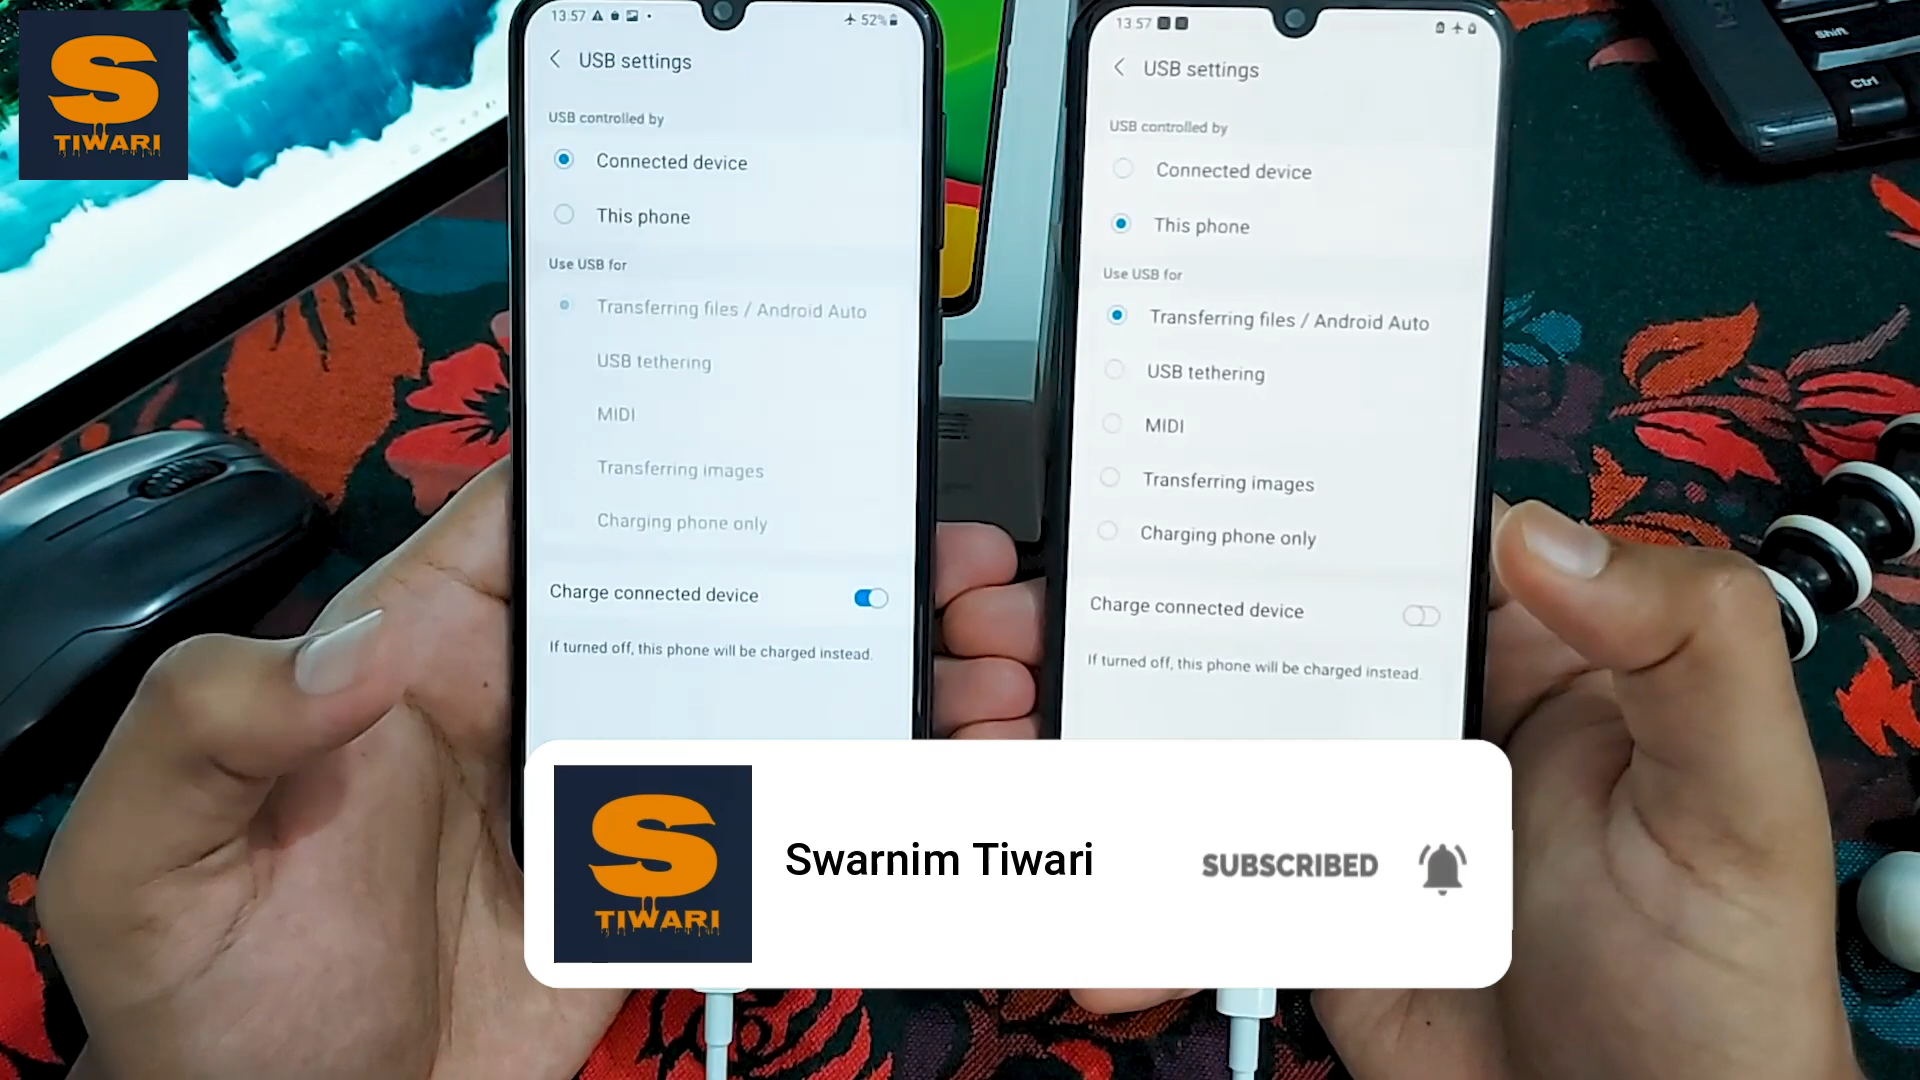 S
TIWARI
13:57
52%
USB settings
USB controlled by
Connected device
This phone
Use USB for
Transferring files / Android Auto
USB tethering
MIDI
Transferring images
Charging phone only
Charge connected device
If turned off, this phone will be charged instead.
13:57
USB settings
USB controlled by
Connected device
This phone
Use USB for
Transferring files / Android Auto
USB tethering
MIDI
Transferring images
Charging phone only
Charge connected device
If turned off, this phone will be charged instead.
Shift
Ctrl
S
TIWARI
Swarnim Tiwari
SUBSCRIBED